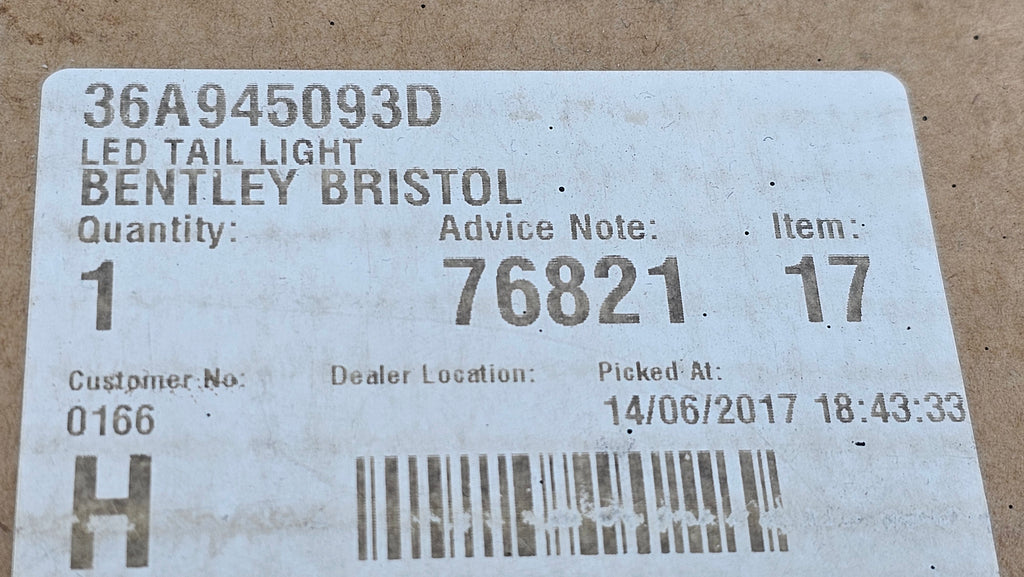 36A945093D
LED TAIL LIGHT
BENTLEY BRISTOL
Quantity: Advice Note: Item:
1 76821 17
Customer No: Dealer Location: Picked At:
0166 14/06/2017 18:43:33
H